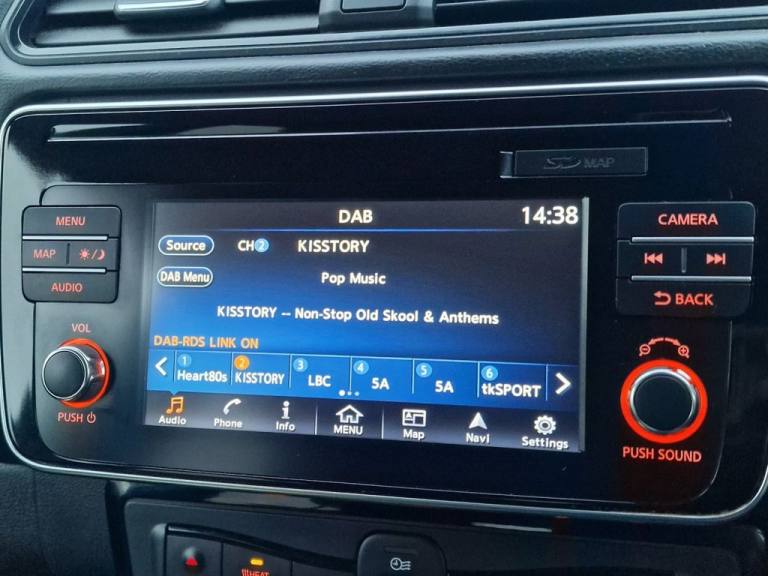 SD MAP
DAB 14:38
MENU
MAP
AUDIO
Source CH2 KISSTORY
DAB Menu Pop Music
KISSTORY -- Non-Stop Old Skool & Anthems
DAB-RDS LINK ON
1 Heart80s 2 KISSTORY 3 LBC 4 5A 5 5A 6 tkSPORT
Audio Phone Info MENU Map Navi Settings
CAMERA
BACK
VOL
PUSH
PUSH SOUND
HEAT